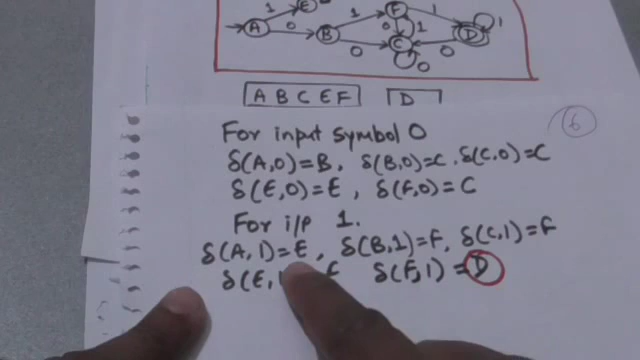 1 E F 1 1
A 0 B 1 0 1 D
0 C 0
0
A B C E F D
6
For input symbol 0
δ(A,0)=B, δ(B,0)=C, δ(C,0)=C
δ(E,0)=E, δ(F,0)=C
For i/p 1.
δ(A,1)=E, δ(B,1)=F, δ(C,1)=F
δ(E, δ(F,1)=D